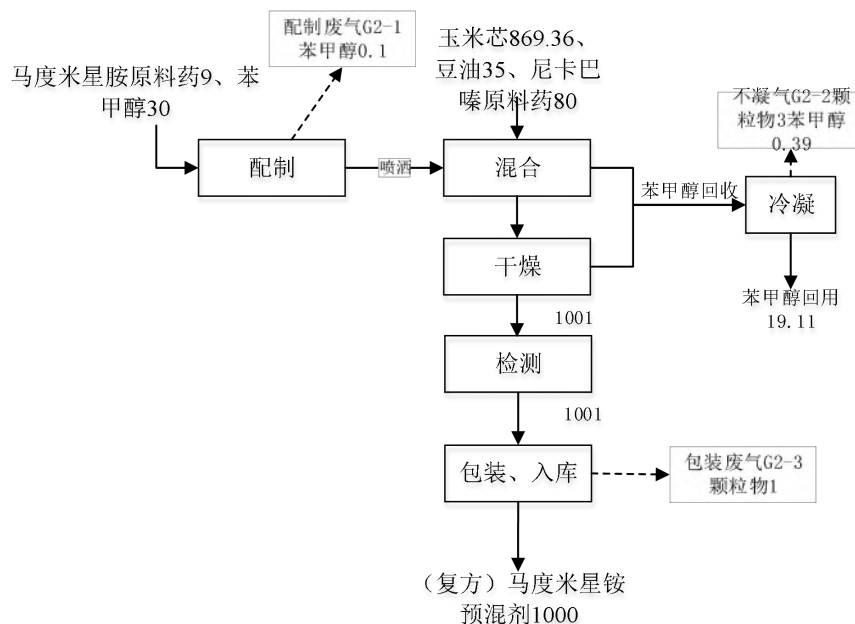 配制废气G2-1
苯甲醇0.1
马度米星胺原料药9、苯
甲醇30
玉米芯869.36、
豆油35、尼卡巴
嗪原料药80
不凝气G2-2颗
粒物3苯甲醇
0.39
配制
喷洒
混合
苯甲醇回收
冷凝
干燥
苯甲醇回用
19.11
1001
检测
1001
包装、入库
包装废气G2-3
颗粒物1
（复方）马度米星铵
预混剂1000